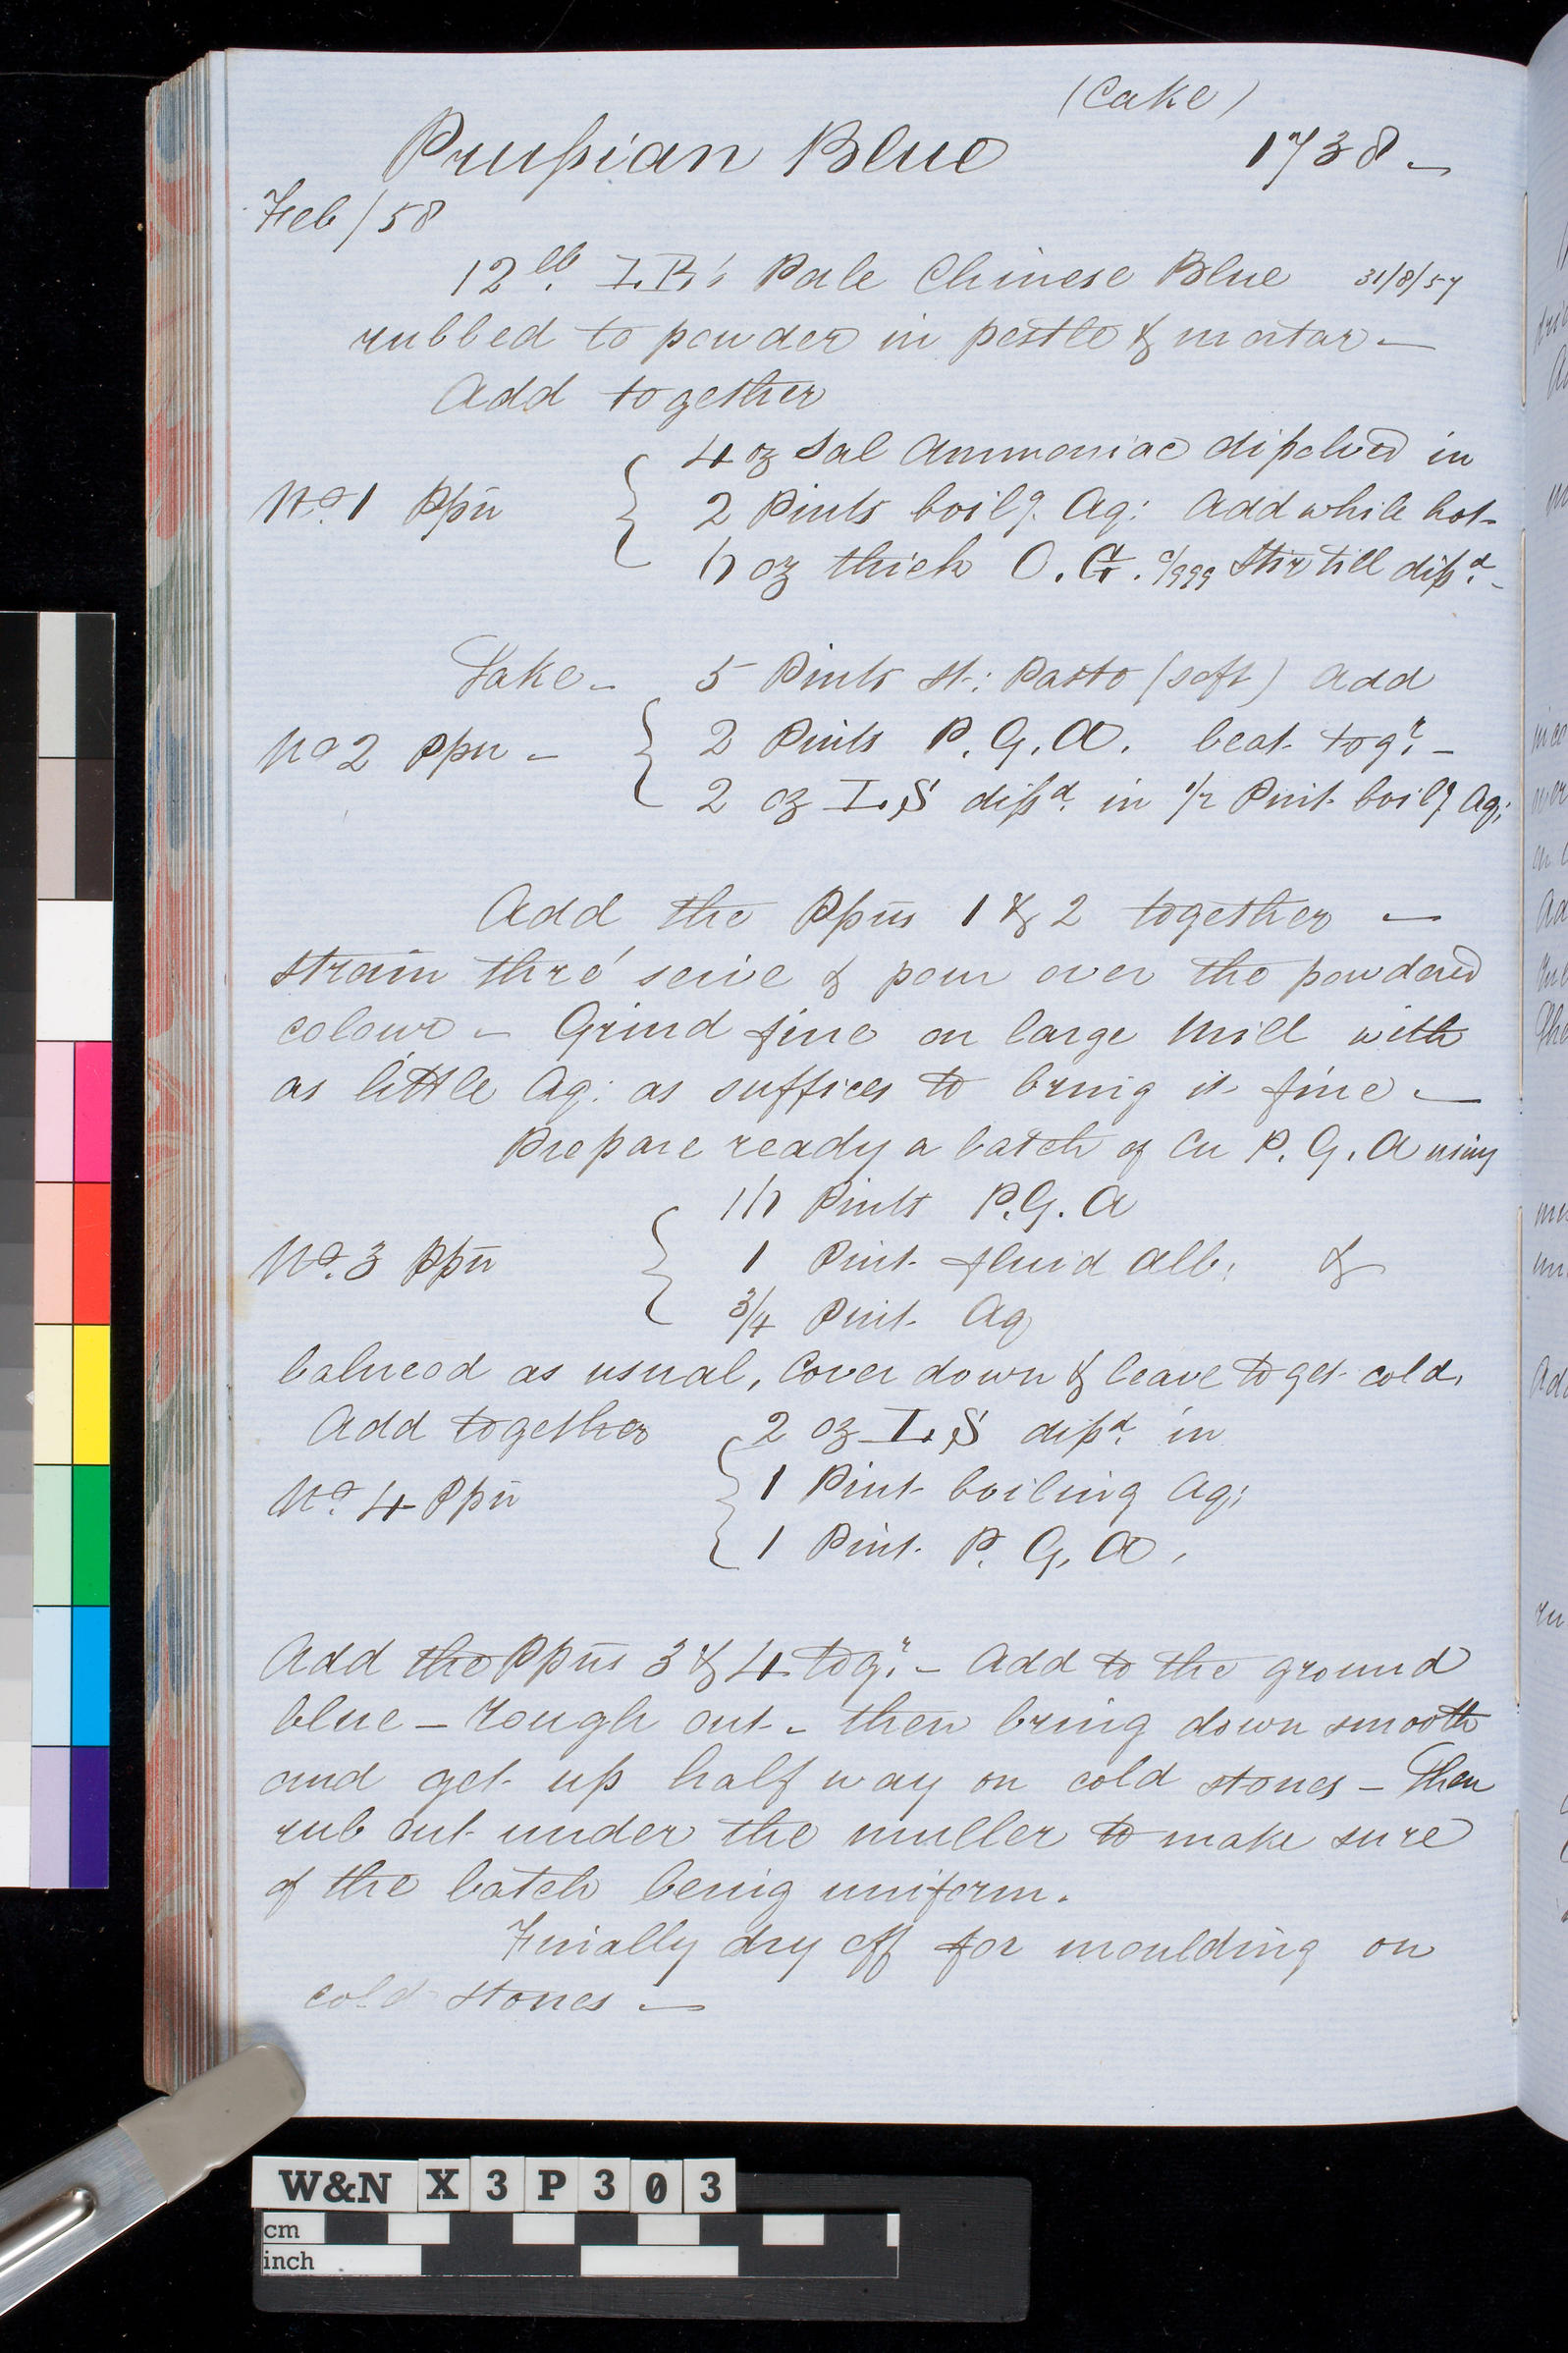 (Cake)
Prussian Blue 1738 —
Feb/58
12 lb. I.B's Pale Chinese Blue 31/8/57
rubbed to powder in pestle & mortar —
Add together
4 oz Sal Ammoniac dissolved in
No. 1 Ppn { 2 Pints boilg. Aq: Add while hot-
oz thick O.G. a/999 Stir till dissd. -
Take - 5 Pints St: Paste (soft) Add
No 2 Ppn - { 2 Pints P.G.A. beat togr. -
2 oz L.S dissd. in 1/2 Pint boilg Aq:
Add the Ppns 1 & 2 together —
strain thro' seive & pour over the powdered
colour - Grind fine on large Mill with
as little Aq: as suffices to bring it fine —
Prepare ready a batch of Cu P.G.A using
Pints P.G.A
No. 3 Ppn { 1 Pint fluid Alb: &
3/4 Pint Aq
balneod as usual, Cover down & leave to get cold.
Add together 2 oz L.S dissd. in
No. 4 Ppn { 1 Pint boiling Aq;
1 Pint P.G.A.
Add the Ppns 3 & 4 togr. - Add to the ground
blue - Rough out - then bring down smooth
and get up half way on cold stones - Then
rub out under the muller to make sure
of the batch being uniform.
Finally dry off for moulding on
cold stones —
W&N X3P303
cm
inch